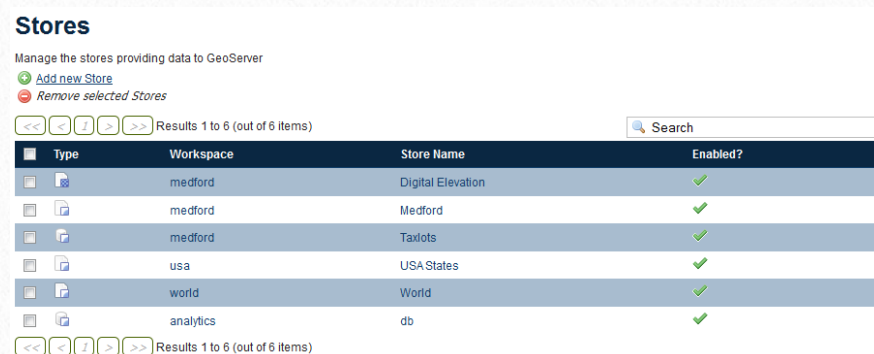 Stores
Manage the stores providing data to GeoServer
Add new Store
Remove selected Stores
<< < 1 > >> Results 1 to 6 (out of 6 items) Search
Type Workspace Store Name Enabled?
medford Digital Elevation
medford Medford
medford Taxlots
usa USA States
world World
analytics db
<< < 1 > >> Results 1 to 6 (out of 6 items)